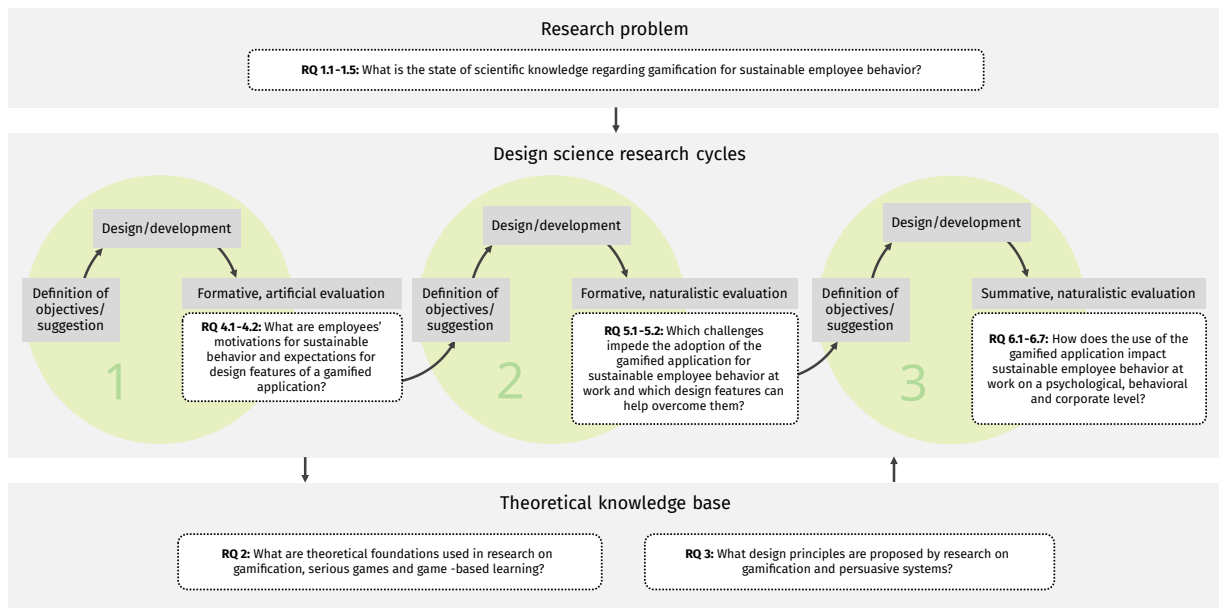 Research problem
RQ 1.1-1.5: What is the state of scientific knowledge regarding gamification for sustainable employee behavior?
Design science research cycles
Design/development
Definition of
objectives/
suggestion
Formative, artificial evaluation
RQ 4.1-4.2: What are employees'
motivations for sustainable
behavior and expectations for
design features of a gamified
application?
1
Design/development
Definition of
objectives/
suggestion
Formative, naturalistic evaluation
RQ 5.1-5.2: Which challenges
impede the adoption of the
gamified application for
sustainable employee behavior at
work and which design features can
help overcome them?
2
Design/development
Definition of
objectives/
suggestion
Summative, naturalistic evaluation
RQ 6.1-6.7: How does the use of the
gamified application impact
sustainable employee behavior at
work on a psychological, behavioral
and corporate level?
3
Theoretical knowledge base
RQ 2: What are theoretical foundations used in research on
gamification, serious games and game -based learning?
RQ 3: What design principles are proposed by research on
gamification and persuasive systems?